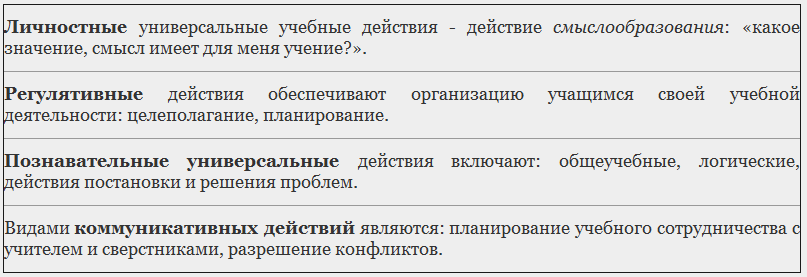 Личностные универсальные учебные действия - действие смыслообразования: «какое
значение, смысл имеет для меня учение?».
Регулятивные действия обеспечивают организацию учащимся своей учебной
деятельности: целеполагание, планирование.
Познавательные универсальные действия включают: общеучебные, логические,
действия постановки и решения проблем.
Видами коммуникативных действий являются: планирование учебного сотрудничества с
учителем и сверстниками, разрешение конфликтов.